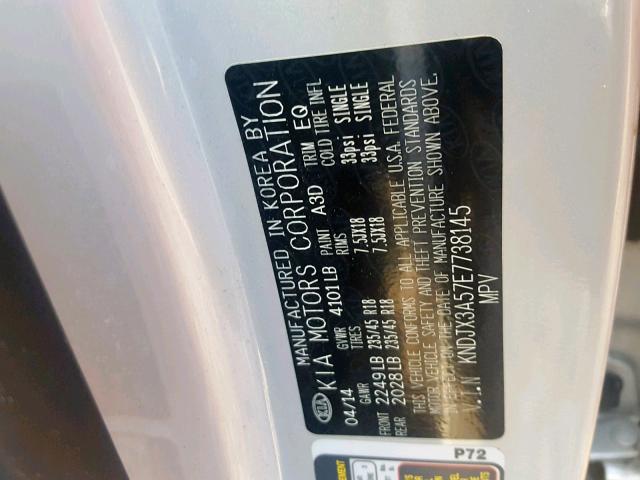 MANUFACTURED IN KOREA BY
KIA KIA MOTORS CORPORATION
04/14 GVWR 4101LB PAINT A3D TRIM EQ
GAWR TIRES RIMS COLD TIRE INFL
FRONT 2249LB 235/45 R18 7.5JX18 33psi SINGLE
REAR 2028LB 235/45 R18 7.5JX18 33psi SINGLE
THIS VEHICLE CONFORMS TO ALL APPLICABLE U.S.A. FEDERAL
MOTOR VEHICLE SAFETY AND THEFT PREVENTION STANDARDS
IN EFFECT ON THE DATE OF MANUFACTURE SHOWN ABOVE.
V.I.N KNDJX3A57E7738145
MPV
P72